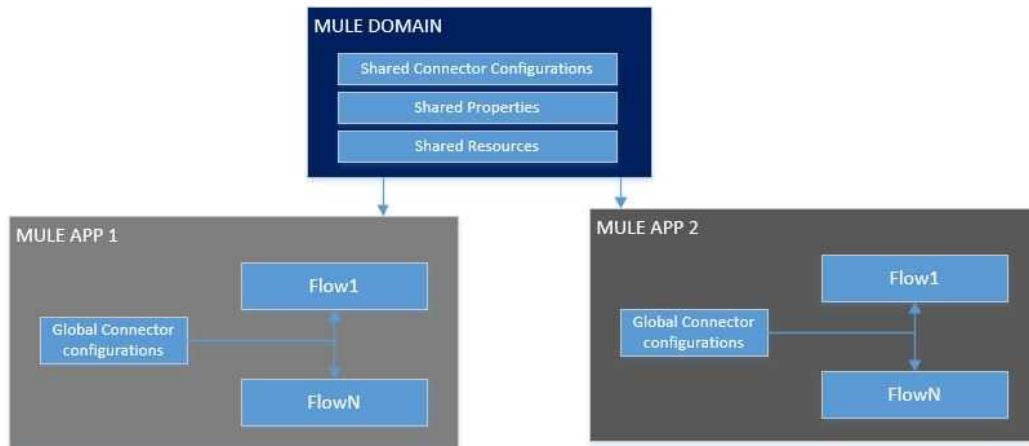 MULE DOMAIN
Shared Connector Configurations
Shared Properties
Shared Resources
MULE APP 1
Flow1
Global Connector
configurations
FlowN
MULE APP 2
Flow1
Global Connector
configurations
FlowN